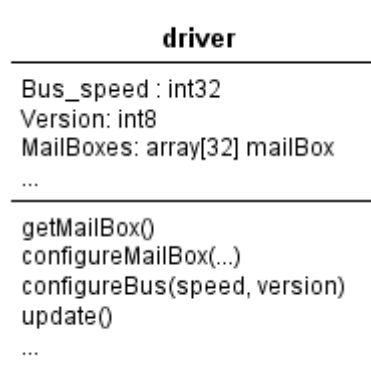 driver
Bus_speed : int32
Version: int8
MailBoxes: array[32] mailBox
...
getMailBox()
configureMailBox(...)
configureBus(speed, version)
update()
...